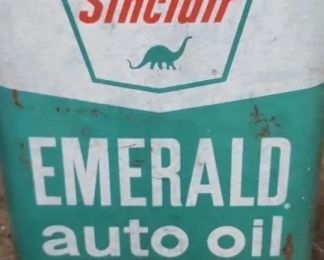 Sinclair
®
EMERALD®
auto oil